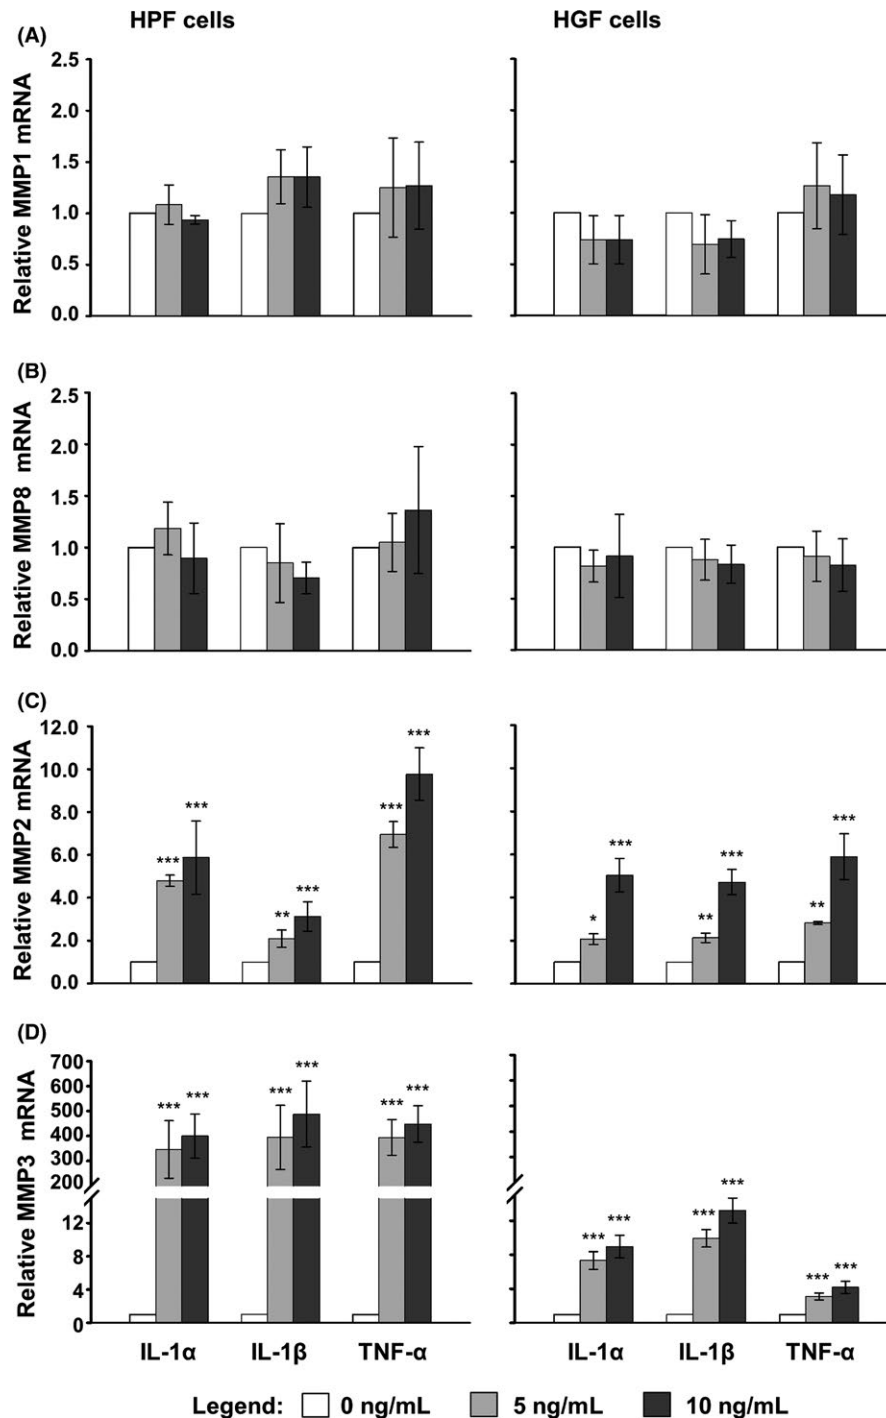 HPF cells HGF cells
(A)
Relative MMP1 mRNA
2.5
2.0
1.5
1.0
0.5
0.0
(B)
Relative MMP8 mRNA
2.5
2.0
1.5
1.0
0.5
0.0
(C)
Relative MMP2 mRNA
12.0
10.0
8.0
6.0
4.0
2.0
0.0
*** *** ** *** *** ***
* *** ** *** ** ***
(D)
Relative MMP3 mRNA
700
600
500
400
300
200
12
8
4
0
*** *** *** *** *** ***
*** *** *** *** *** ***
IL-1α IL-1β TNF-α IL-1α IL-1β TNF-α
Legend: 0 ng/mL 5 ng/mL 10 ng/mL